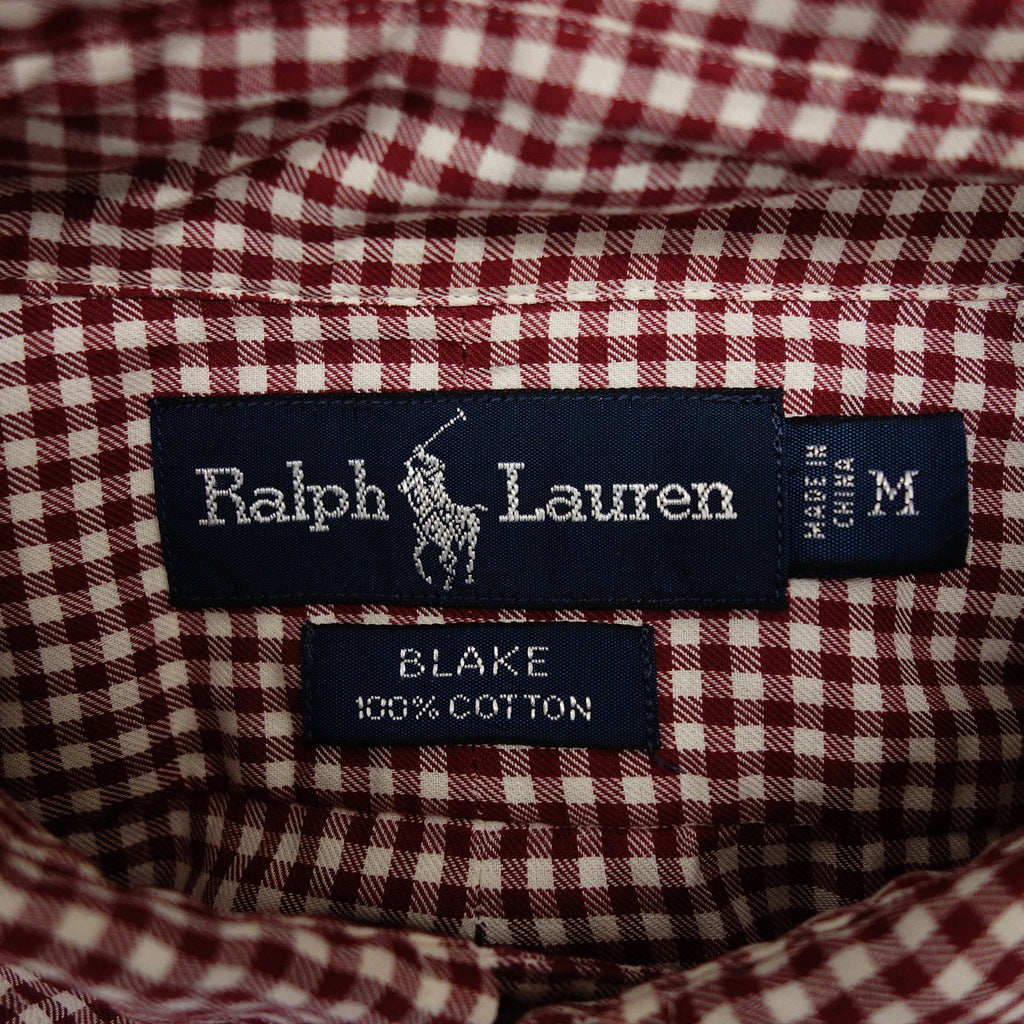 Ralph Lauren
MADE IN
CHINA
M
BLAKE
100% COTTON